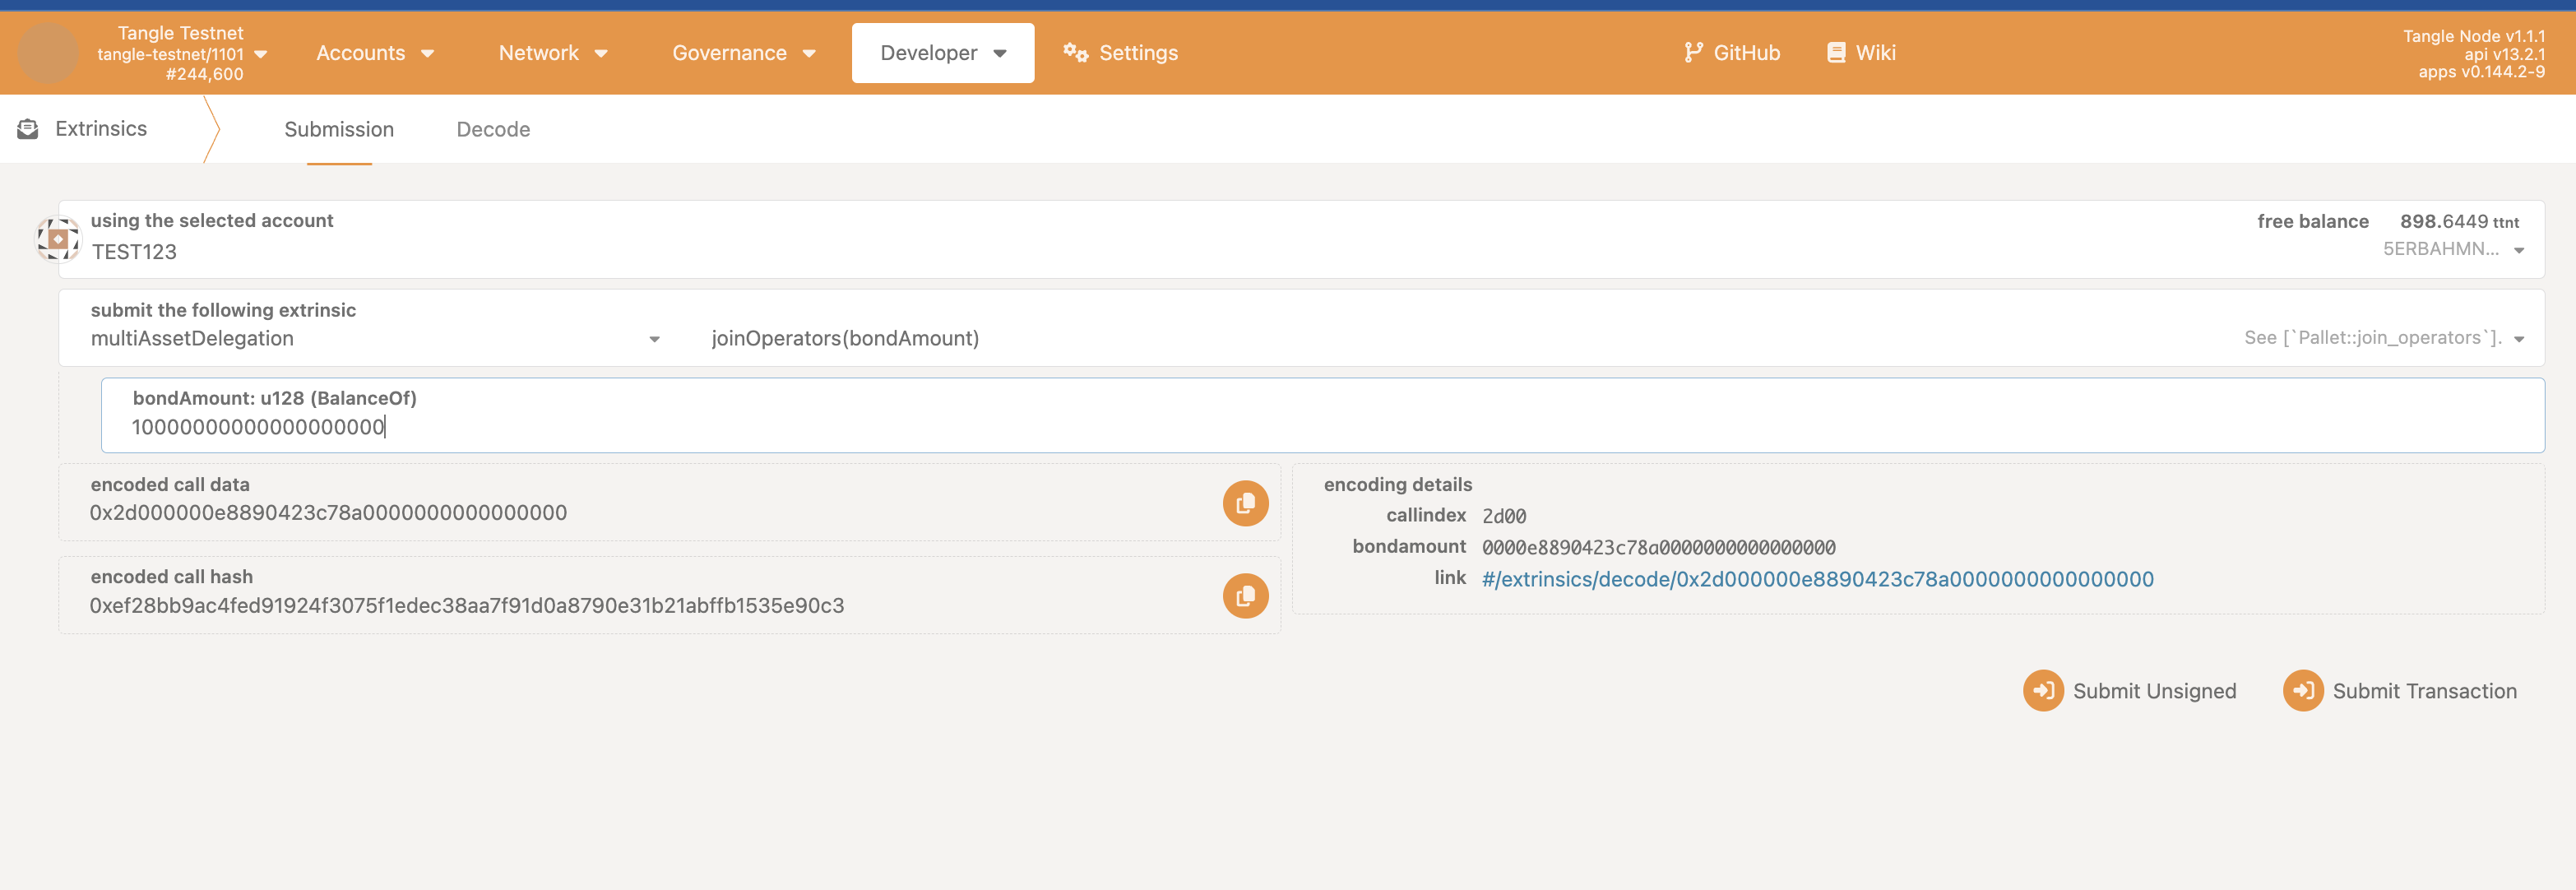 Tangle Testnet
tangle-testnet/1101
#244,600
Accounts
Network
Governance
Developer
Settings
GitHub
Wiki
Tangle Node v1.1.1
api v13.2.1
apps v0.144.2-9
Extrinsics
Submission
Decode
using the selected account
TEST123
free balance 898.6449 ttnt
5ERBAHMN...
submit the following extrinsic
multiAssetDelegation
joinOperators(bondAmount)
See [`Pallet::join_operators`].
bondAmount: u128 (BalanceOf)
10000000000000000000
encoded call data
0x2d000000e8890423c78a0000000000000000
encoded call hash
0xef28bb9ac4fed91924f3075f1edec38aa7f91d0a8790e31b21abffb1535e90c3
encoding details
callindex 2d00
bondamount 0000e8890423c78a0000000000000000
link #/extrinsics/decode/0x2d000000e8890423c78a0000000000000000
Submit Unsigned
Submit Transaction